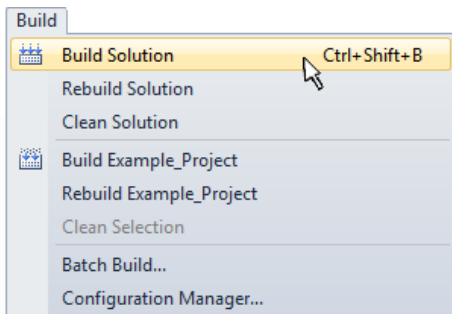 Build
Build Solution Ctrl+Shift+B
Rebuild Solution
Clean Solution
Build Example_Project
Rebuild Example_Project
Clean Selection
Batch Build...
Configuration Manager...